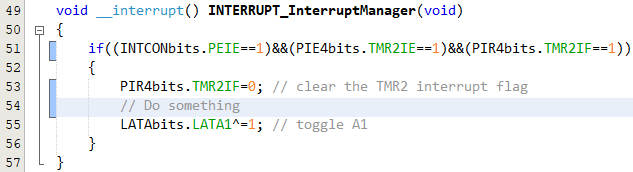 49 void __interrupt() INTERRUPT_InterruptManager(void)
50 {
51 if((INTCONbits.PEIE==1)&&(PIE4bits.TMR2IE==1)&&(PIR4bits.TMR2IF==1))
52 {
53 PIR4bits.TMR2IF=0; // clear the TMR2 interrupt flag
54 // Do something
55 LATAbits.LATA1^=1; // toggle A1
56 }
57 }